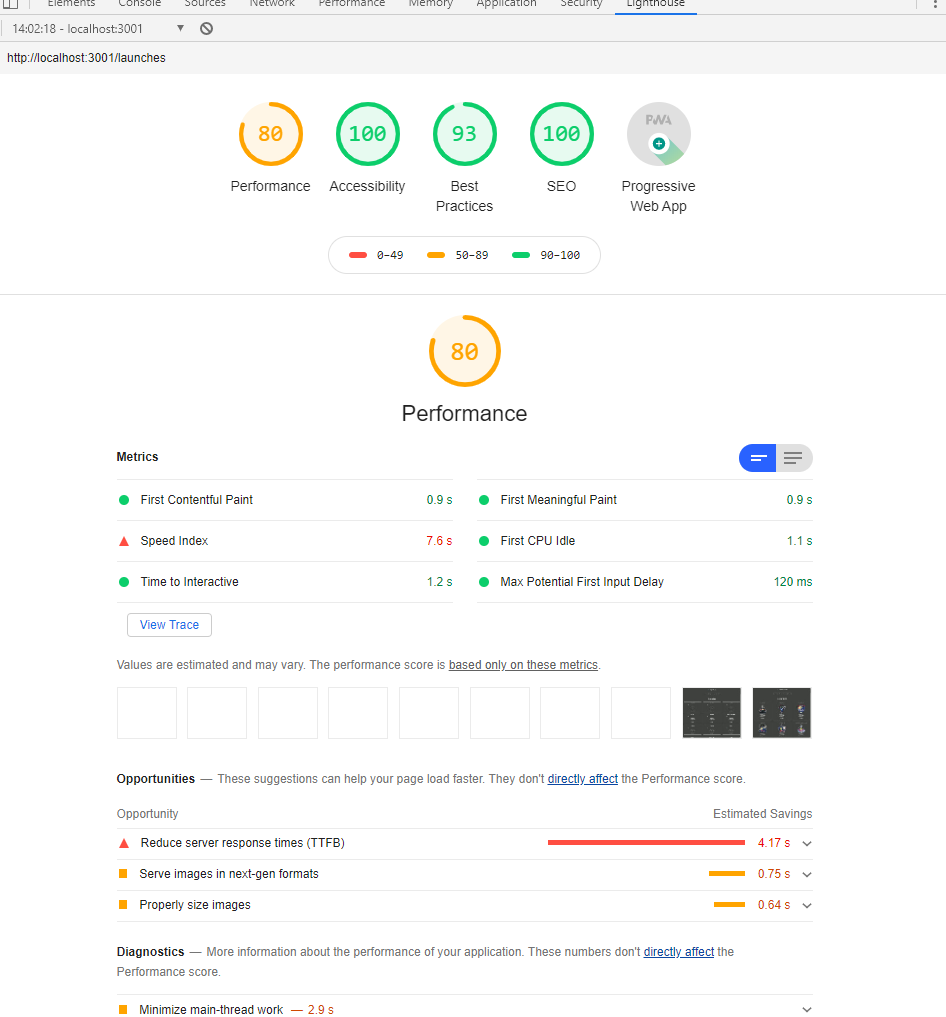 Elements Console Sources Network Performance Memory Application Security Lighthouse
14:02:18 - localhost:3001
http://localhost:3001/launches
80 100 93 100 PWA
Performance Accessibility Best Practices SEO Progressive Web App
0–49 50–89 90–100
80
Performance
Metrics
First Contentful Paint 0.9 s First Meaningful Paint 0.9 s
Speed Index 7.6 s First CPU Idle 1.1 s
Time to Interactive 1.2 s Max Potential First Input Delay 120 ms
View Trace
Values are estimated and may vary. The performance score is based only on these metrics.
Opportunities — These suggestions can help your page load faster. They don't directly affect the Performance score.
Opportunity Estimated Savings
Reduce server response times (TTFB) 4.17 s
Serve images in next-gen formats 0.75 s
Properly size images 0.64 s
Diagnostics — More information about the performance of your application. These numbers don't directly affect the
Performance score.
Minimize main-thread work — 2.9 s